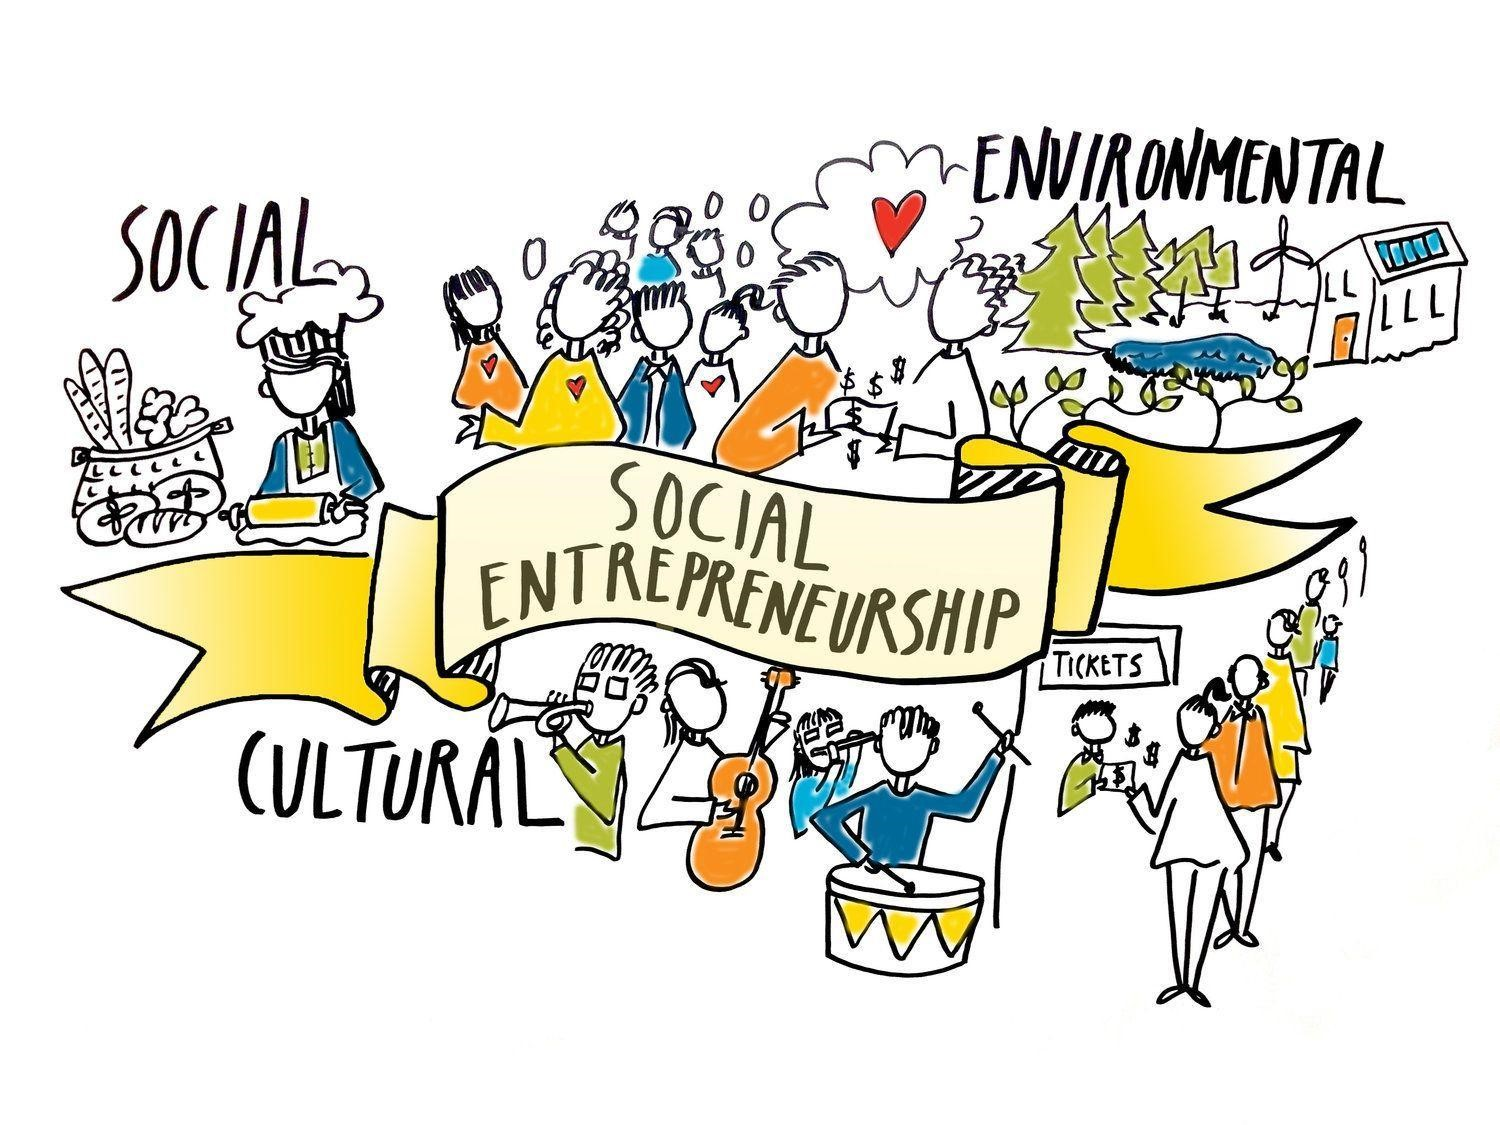 ENVIRONMENTAL
SOCIAL
$ $ $
$
$
SOCIAL
ENTREPRENEURSHIP
TICKETS
CULTURAL
$ $
$